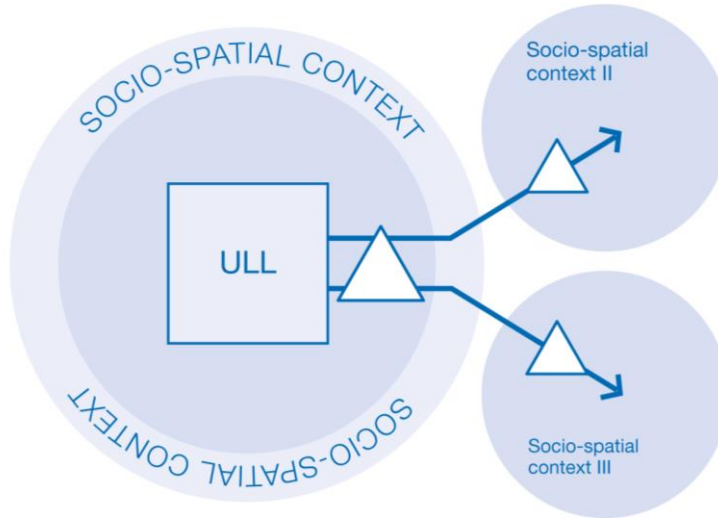 SOCIO-SPATIAL CONTEXT
Socio-spatial
context II
ULL
SOCIO-SPATIAL CONTEXT
Socio-spatial
context III